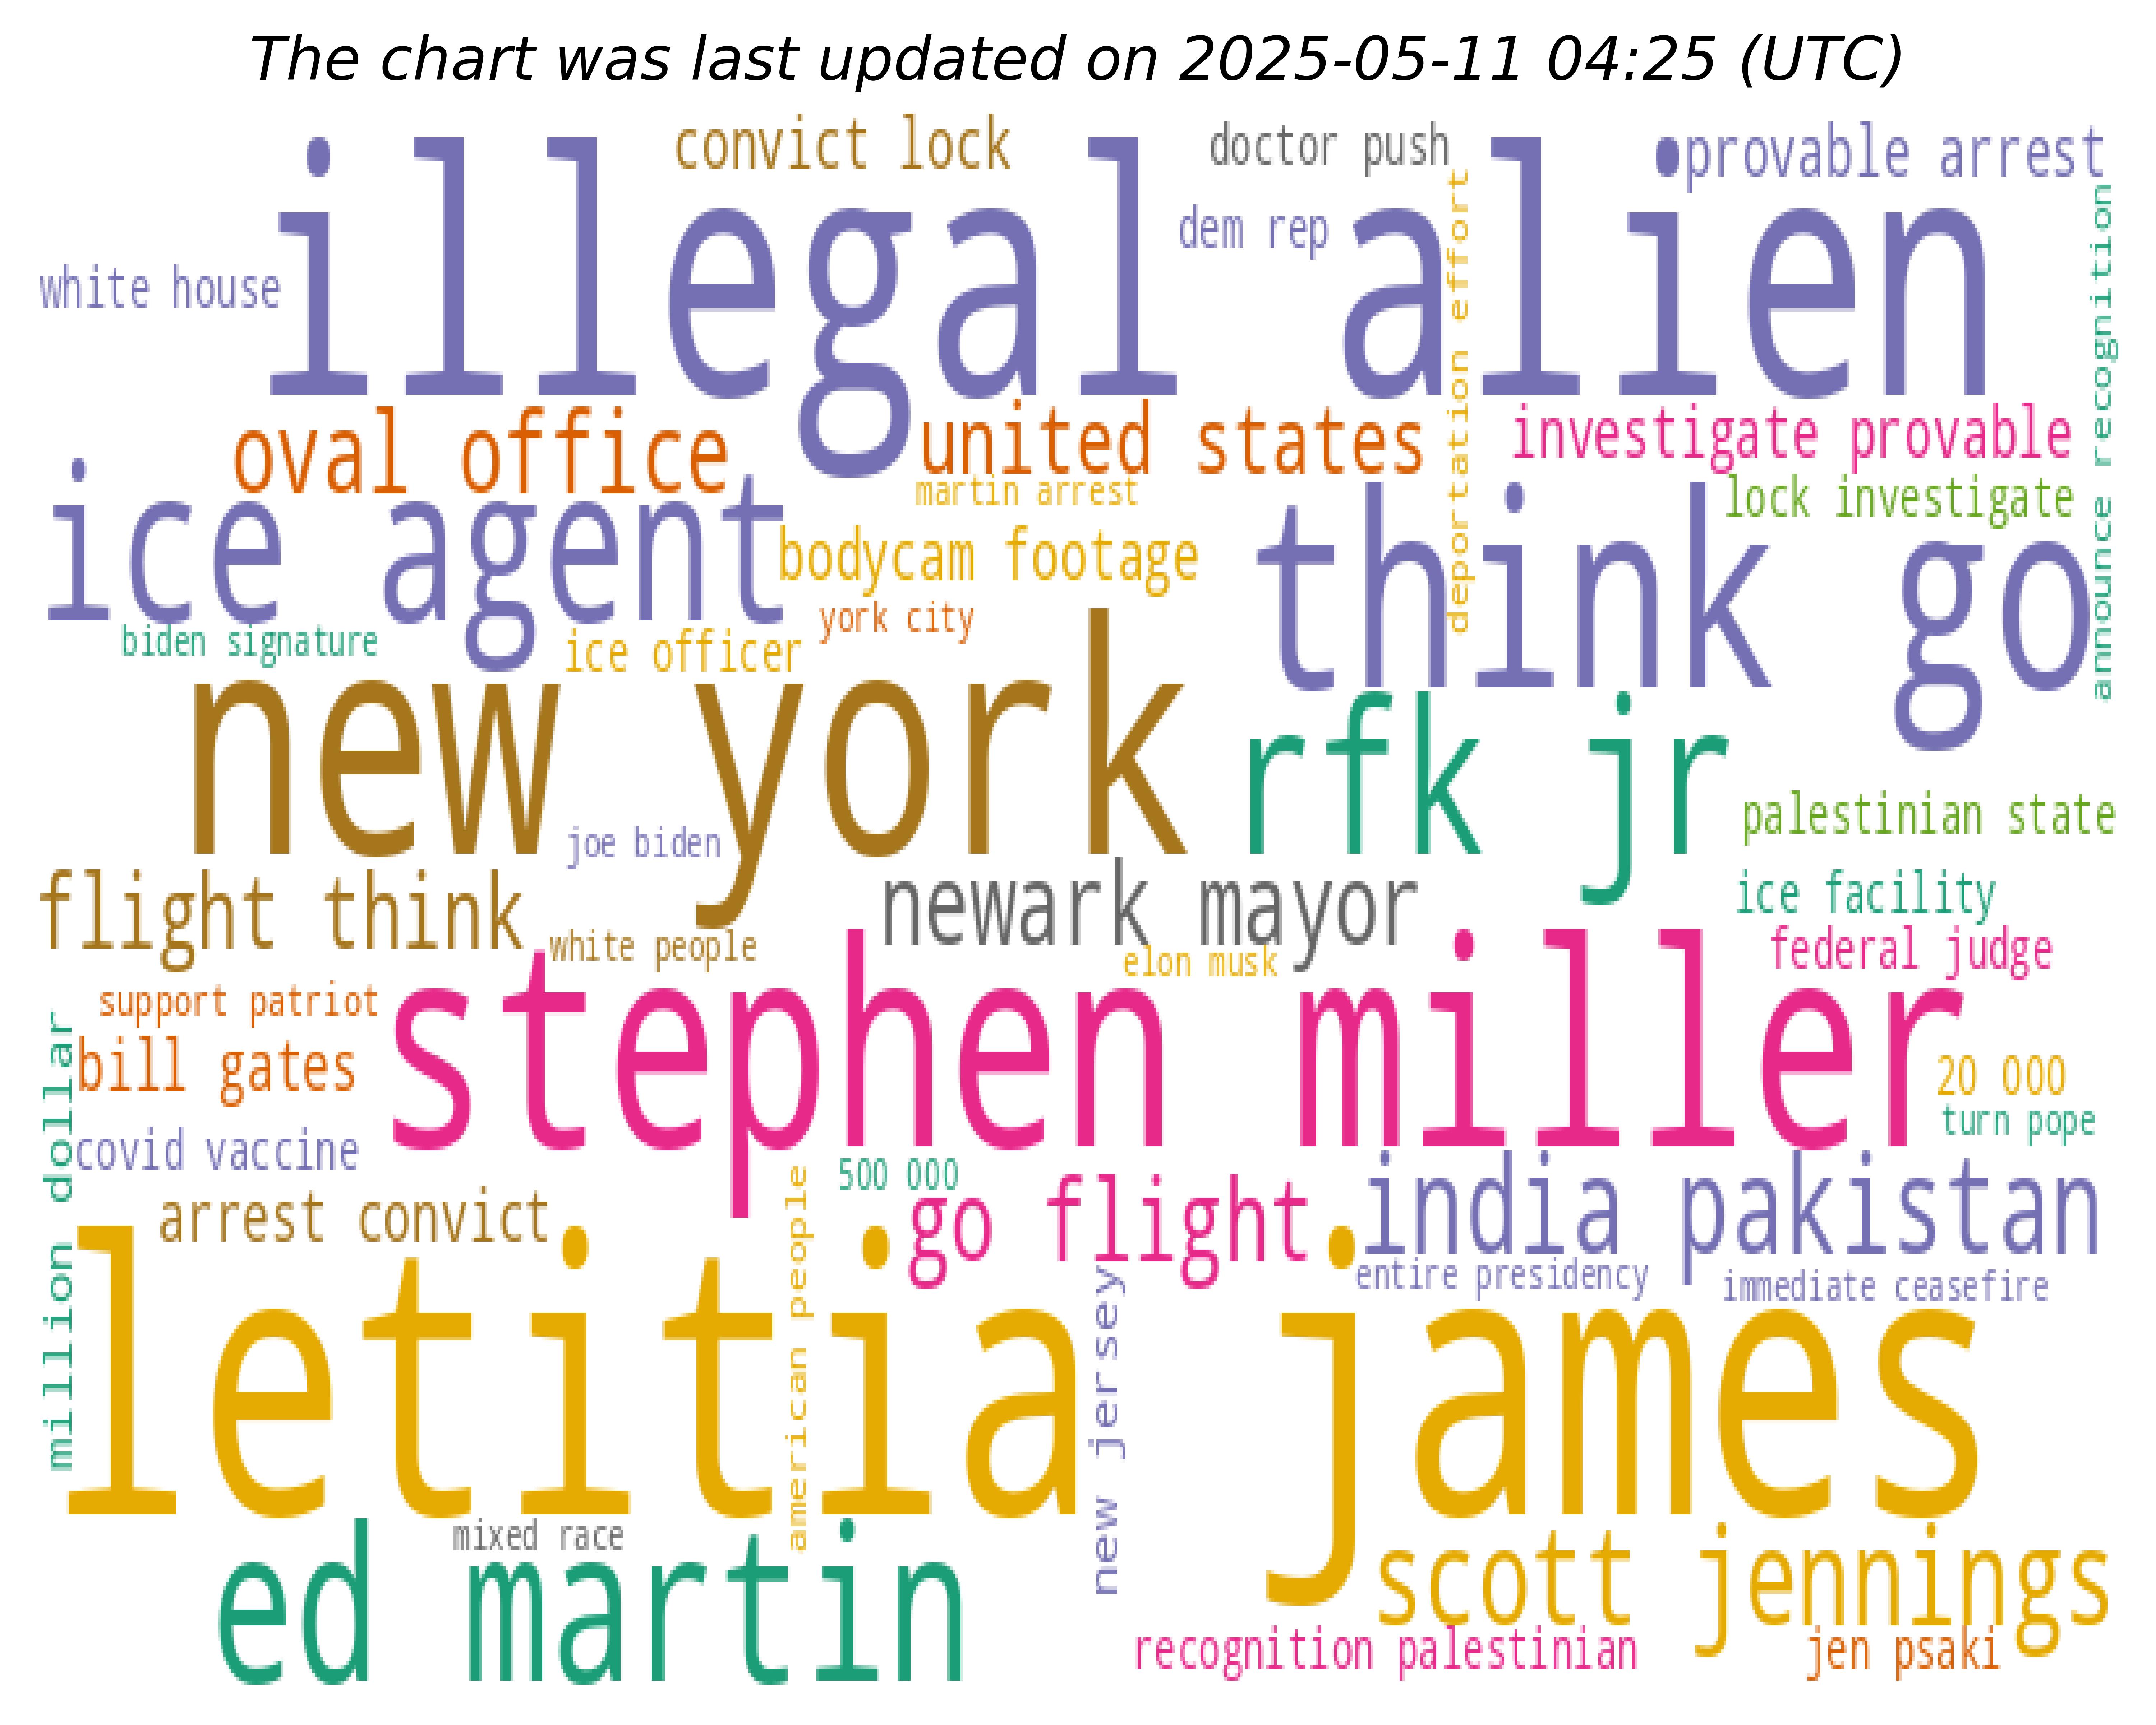 The chart was last updated on 2025-05-11 04:25 (UTC)
convict lock
doctor push
provable arrest
illegal alien
dem rep
white house
deportation effort
announce recognition
oval office
united states
investigate provable
martin arrest
lock investigate
ice agent
think go
bodycam footage
york city
biden signature
ice officer
new york
rfk jr
palestinian state
joe biden
flight think
newark mayor
ice facility
white people
elon musk
federal judge
stephen miller
support patriot
million dollar
bill gates
20 000
turn pope
covid vaccine
500 000
american people
arrest convict
go flight
india pakistan
entire presidency
immediate ceasefire
new jersey
letitia james
mixed race
ed martin
scott jennings
recognition palestinian
jen psaki